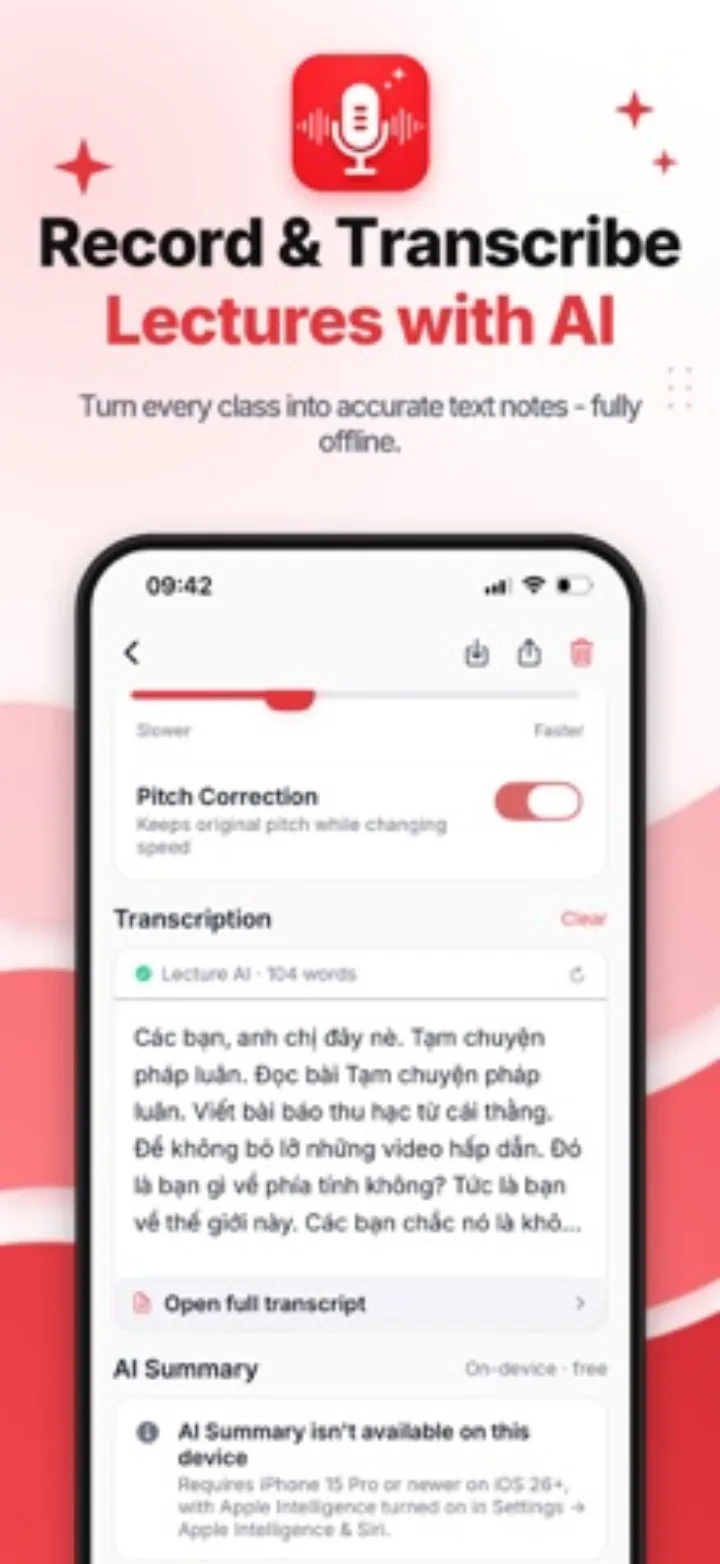 Record & Transcribe
Lectures with AI
Turn every class into accurate text notes - fully
offline.
09:42
Slower Faster
Pitch Correction
Keeps original pitch while changing
speed
Transcription Clear
Lecture AI · 104 words
Các bạn, anh chị đây nè. Tạm chuyện
pháp luân. Đọc bài Tạm chuyện pháp
luân. Viết bài báo thu hạc từ cái thằng.
Để không bỏ lỡ những video hấp dẫn. Đó
là bạn gì về phía tính không? Tức là bạn
về thế giới này. Các bạn chắc nó là khô...
Open full transcript
AI Summary On-device · free
AI Summary isn't available on this
device
Requires iPhone 15 Pro or newer on iOS 26+,
with Apple Intelligence turned on in Settings →
Apple Intelligence & Siri.